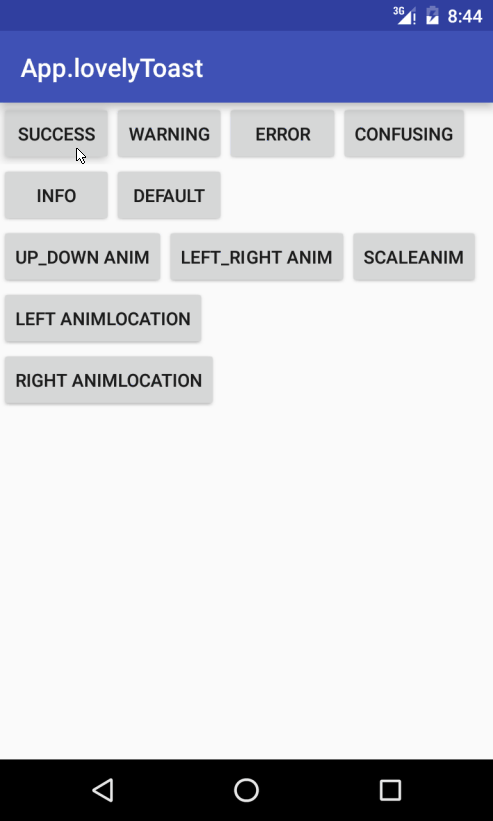 3G 8:44
App.lovelyToast
SUCCESS WARNING ERROR CONFUSING
INFO DEFAULT
UP_DOWN ANIM LEFT_RIGHT ANIM SCALEANIM
LEFT ANIMLOCATION
RIGHT ANIMLOCATION